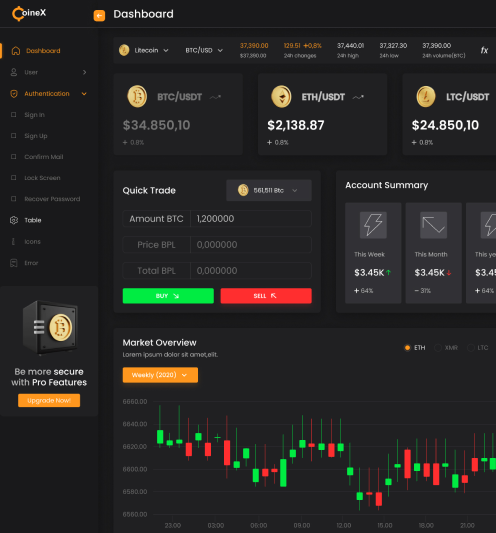 CoineX
Dashboard
Dashboard
User
Authentication
Sign In
Sign Up
Confirm Mail
Lock Screen
Recover Password
Table
Icons
Error
Be more secure
with Pro Features
Upgrade Now!
Litecoin
BTC/USD
37,390.00
$37,390.00
129.51 +0,8%
24h changes
37,440.01
24h high
37,327.30
24h low
37,390.00
24h volume(BTC)
fx
BTC/USDT
$34.850,10
+ 0.8%
ETH/USDT
$2,138.87
+ 0.8%
LTC/USDT
$24.850,10
+ 0.8%
Quick Trade
561,511 Btc
Amount BTC 1,200000
Price BPL 0,000000
Total BPL 0,000000
BUY
SELL
Account Summary
This Week
$3.45K
+ 64%
This Month
$3.45K
− 31%
This ye
$3.45
+ 64%
Market Overview
Lorem ipsum dolor sit amet,elit.
Weekly (2020)
ETH XMR LTC
6660.00
6640.00
6620.00
6600.00
6580.00
6560.00
23.00 03:00 06:00 09:00 12.00 15.00 18.00 21.00